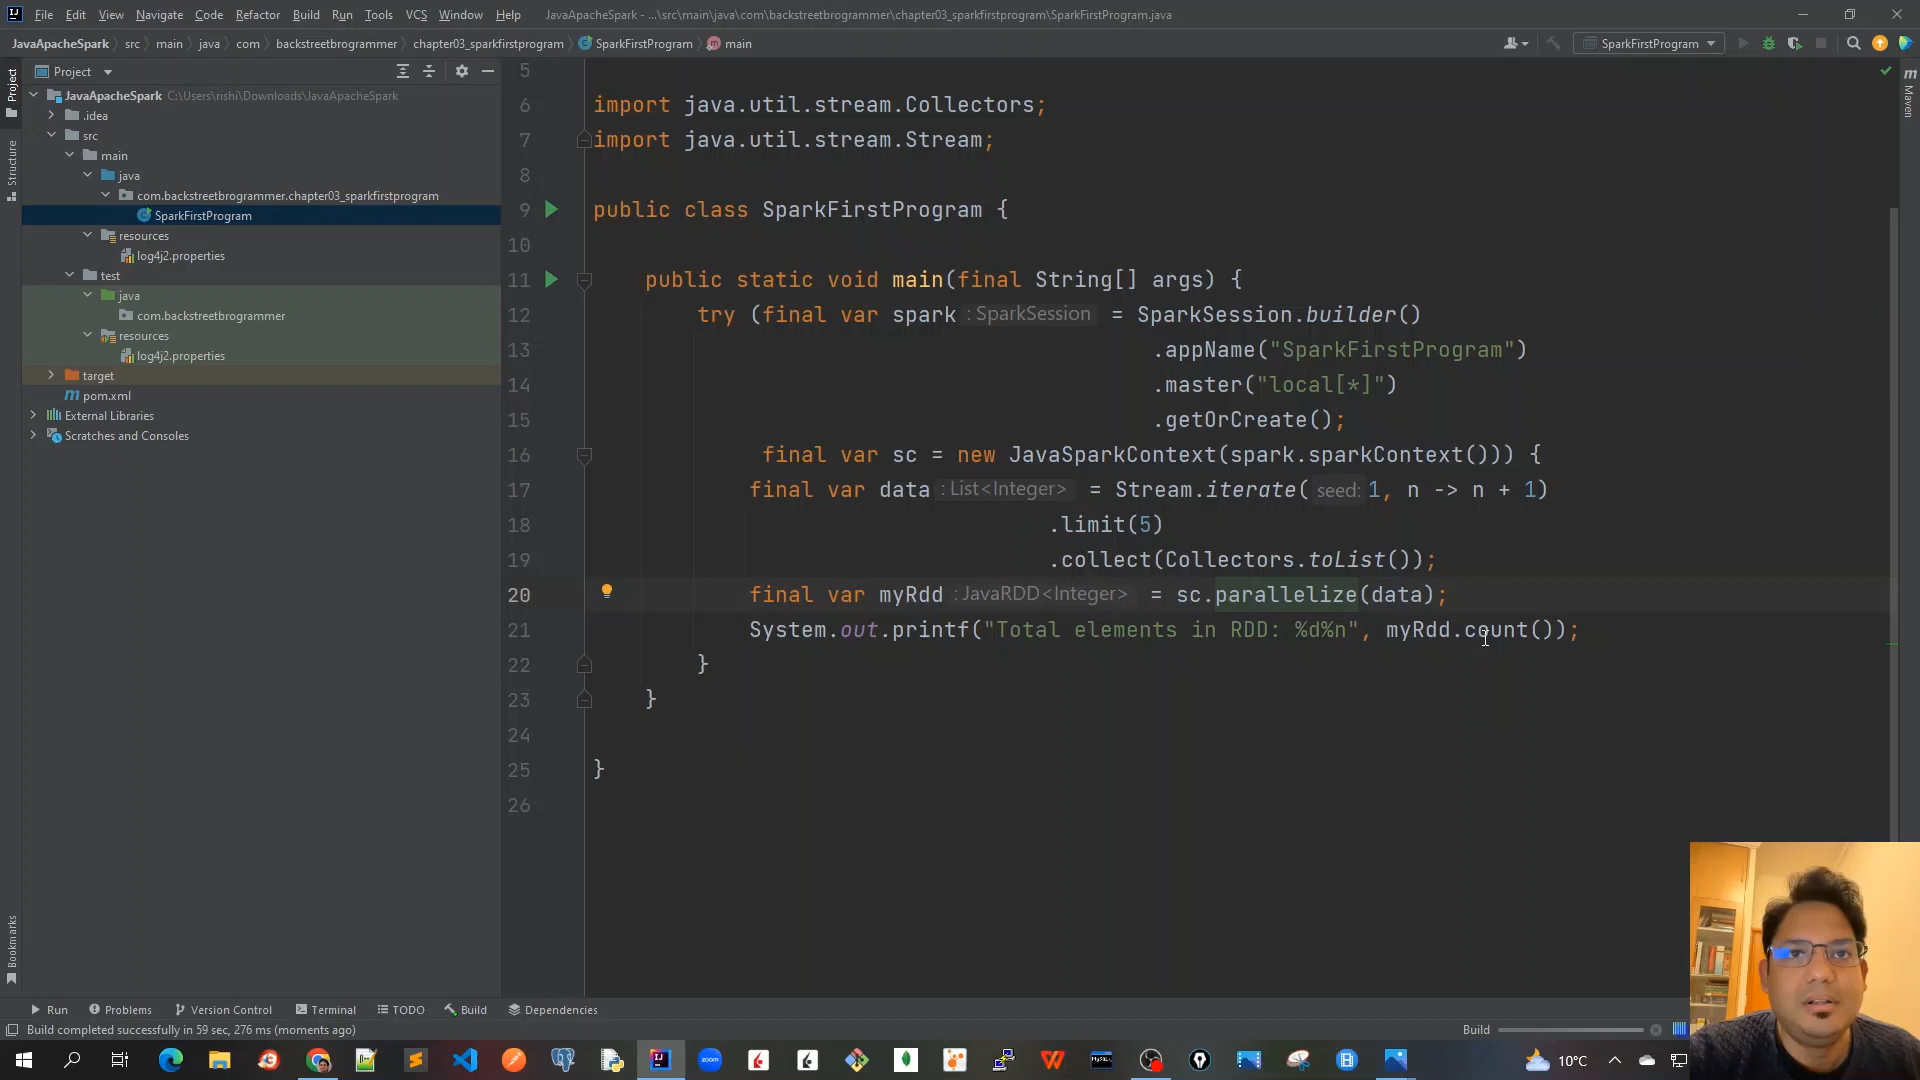 File Edit View Navigate Code Refactor Build Run Tools VCS Window Help JavaApacheSpark - ...\src\main\java\com\backstreetbrogrammer\chapter03_sparkfirstprogram\SparkFirstProgram.java
JavaApacheSpark src main java com backstreetbrogrammer chapter03_sparkfirstprogram SparkFirstProgram main SparkFirstProgram
Project
JavaApacheSpark C:\Users\rishi\Downloads\JavaApacheSpark
.idea
src
main
java
com.backstreetbrogrammer.chapter03_sparkfirstprogram
SparkFirstProgram
resources
log4j2.properties
test
java
com.backstreetbrogrammer
resources
log4j2.properties
target
pom.xml
External Libraries
Scratches and Consoles
Project
Structure
Bookmarks
Maven
5
6 import java.util.stream.Collectors;
7 import java.util.stream.Stream;
8
9 public class SparkFirstProgram {
10
11 public static void main(final String[] args) {
12 try (final var spark : SparkSession = SparkSession.builder()
13 .appName("SparkFirstProgram")
14 .master("local[*]")
15 .getOrCreate();
16 final var sc = new JavaSparkContext(spark.sparkContext())) {
17 final var data : List<Integer> = Stream.iterate( seed: 1, n -> n + 1)
18 .limit(5)
19 .collect(Collectors.toList());
20 final var myRdd : JavaRDD<Integer> = sc.parallelize(data);
21 System.out.printf("Total elements in RDD: %d%n", myRdd.count());
22 }
23 }
24
25 }
26
Run Problems Version Control Terminal TODO Build Dependencies
Build completed successfully in 59 sec, 276 ms (moments ago) Build
10°C